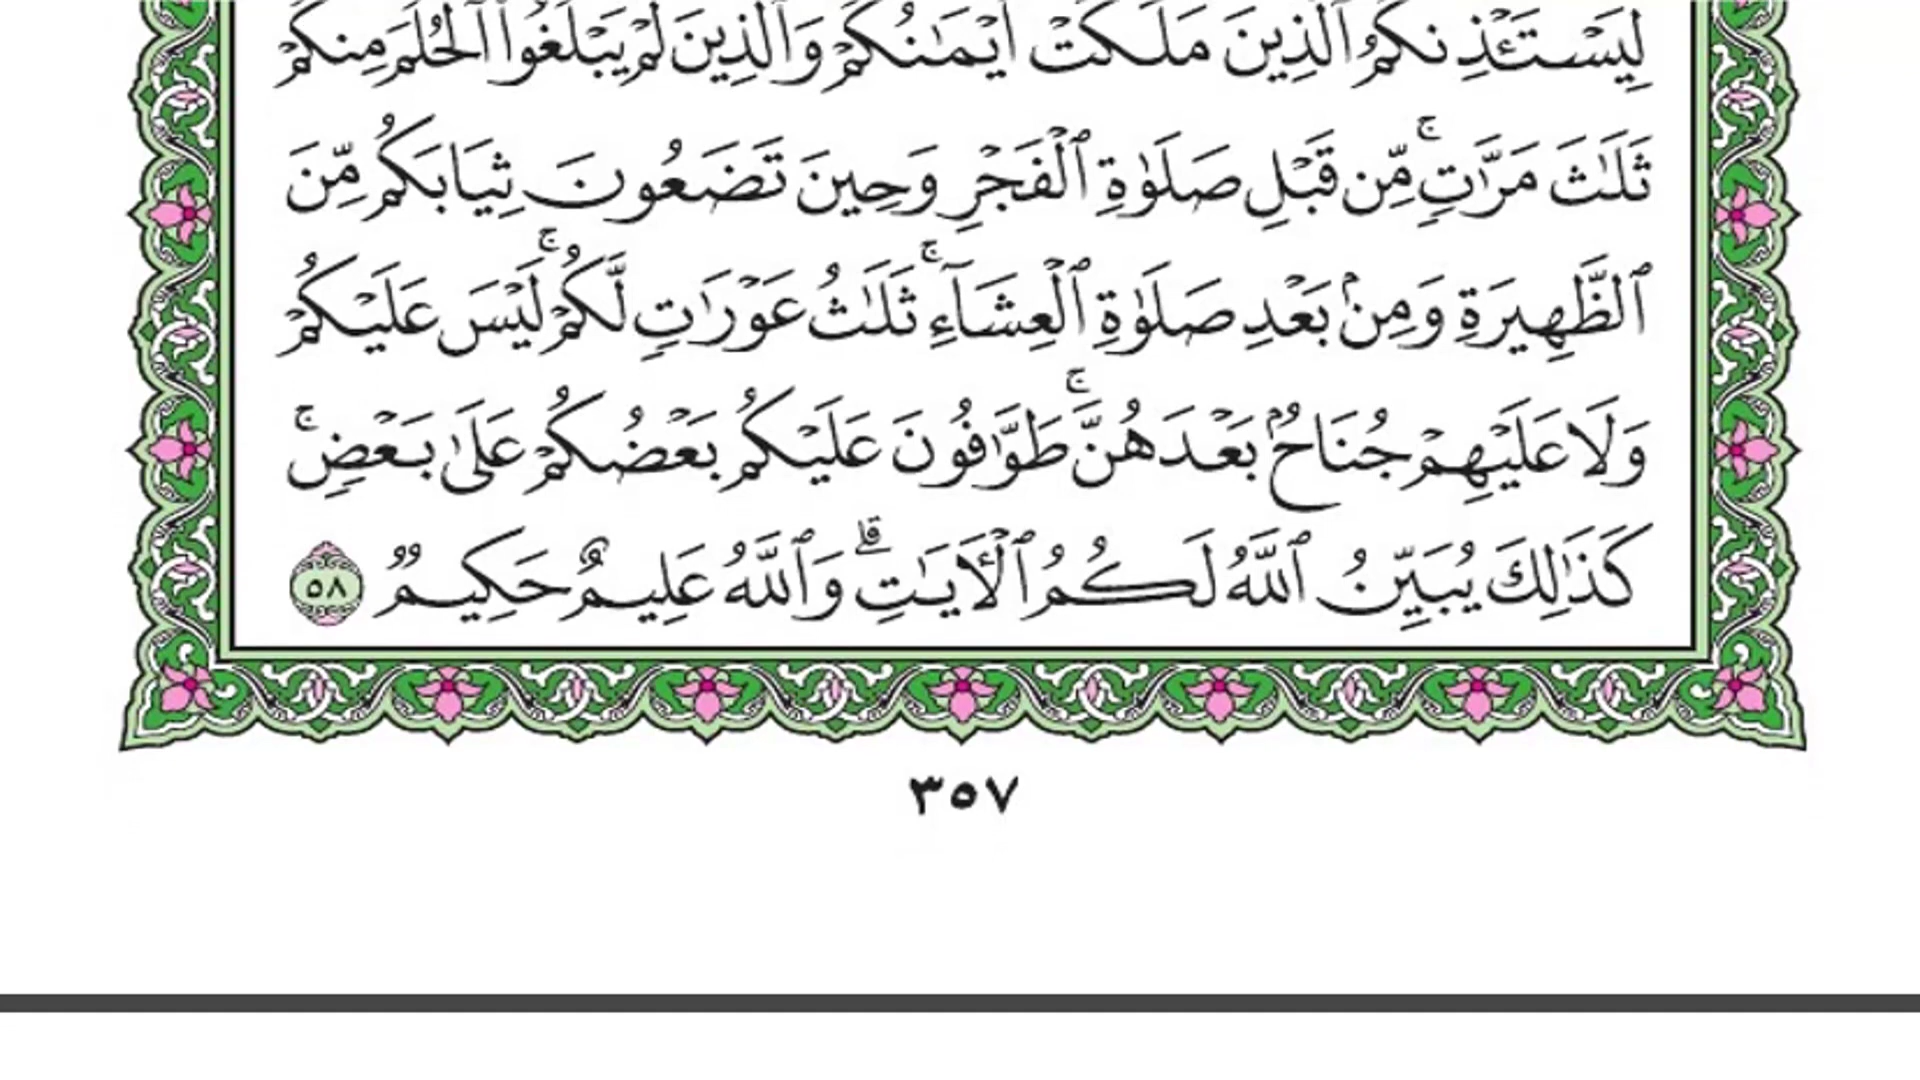 لِيَسْتَـْٔذِنكُمُ ٱلَّذِينَ مَلَكَتْ أَيْمَـٰنُكُمْ وَٱلَّذِينَ لَمْ يَبْلُغُوا۟ ٱلْحُلُمَ مِنكُمْ
ثَلَـٰثَ مَرَّٰتٍ ۚ مِّن قَبْلِ صَلَوٰةِ ٱلْفَجْرِ وَحِينَ تَضَعُونَ ثِيَابَكُم مِّنَ
ٱلظَّهِيرَةِ وَمِنۢ بَعْدِ صَلَوٰةِ ٱلْعِشَآءِ ۚ ثَلَـٰثُ عَوْرَٰتٍ لَّكُمْ ۚ لَيْسَ عَلَيْكُمْ
وَلَا عَلَيْهِمْ جُنَاحٌۢ بَعْدَهُنَّ ۚ طَوَّٰفُونَ عَلَيْكُم بَعْضُكُمْ عَلَىٰ بَعْضٍ ۚ
كَذَٰلِكَ يُبَيِّنُ ٱللَّهُ لَكُمُ ٱلْـَٔايَـٰتِ ۗ وَٱللَّهُ عَلِيمٌ حَكِيمٌ ٥٨
٣٥٧